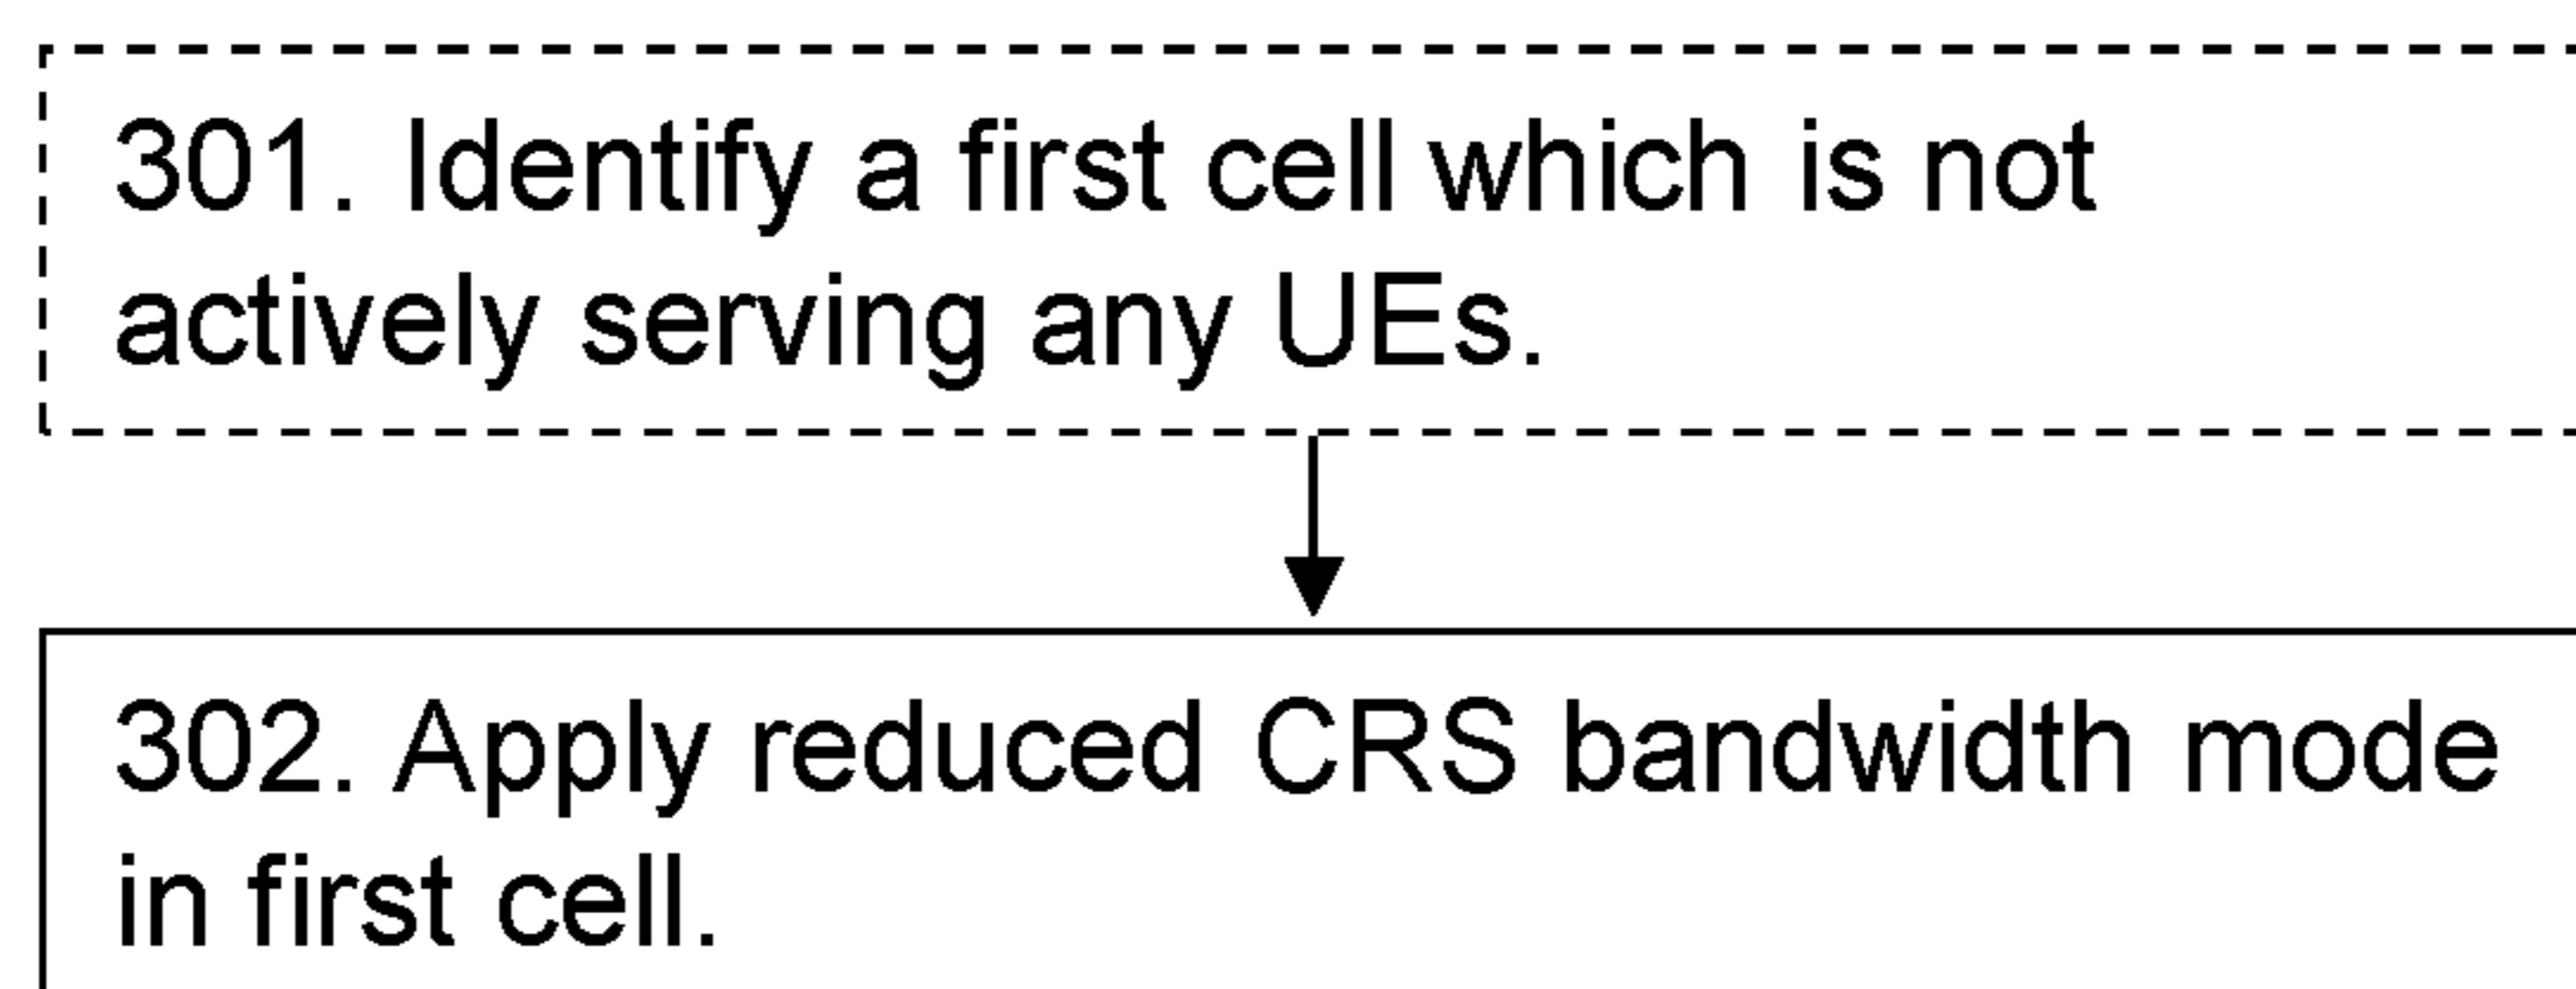 301. Identify a first cell which is not
actively serving any UEs.
302. Apply reduced CRS bandwidth mode
in first cell.